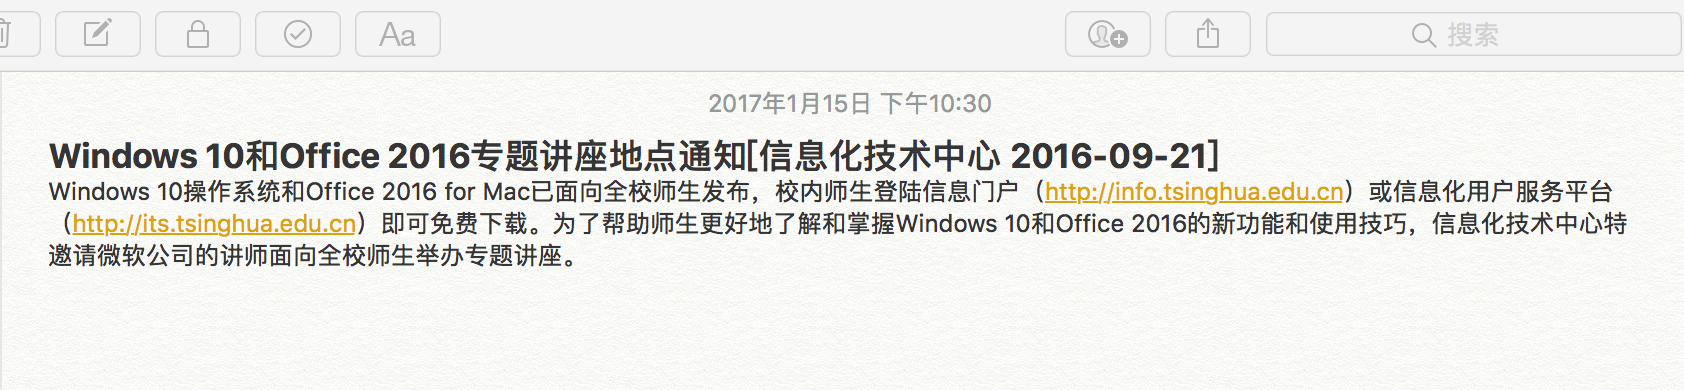 Aa
搜索
2017年1月15日 下午10:30
Windows 10和Office 2016专题讲座地点通知[信息化技术中心 2016-09-21]
Windows 10操作系统和Office 2016 for Mac已面向全校师生发布，校内师生登陆信息门户（http://info.tsinghua.edu.cn）或信息化用户服务平台
（http://its.tsinghua.edu.cn）即可免费下载。为了帮助师生更好地了解和掌握Windows 10和Office 2016的新功能和使用技巧，信息化技术中心特
邀请微软公司的讲师面向全校师生举办专题讲座。